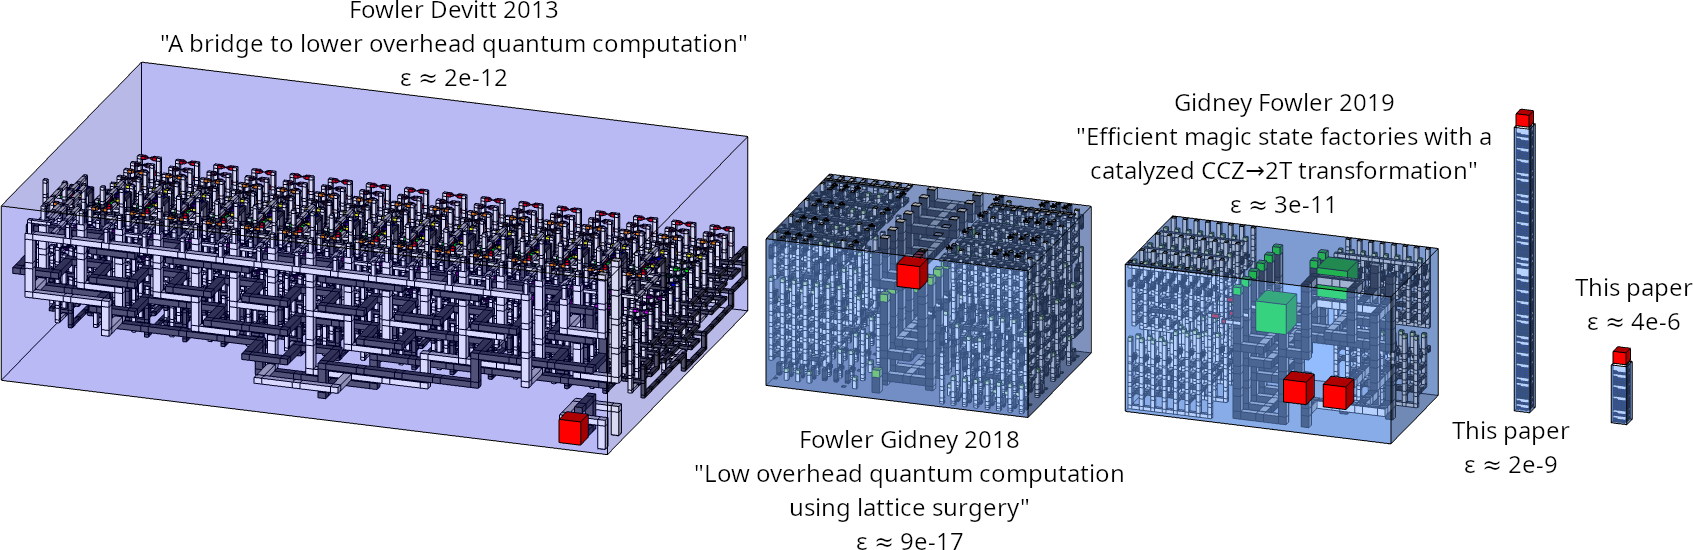 Fowler Devitt 2013
"A bridge to lower overhead quantum computation"
ε ≈ 2e-12
Fowler Gidney 2018
"Low overhead quantum computation
using lattice surgery"
ε ≈ 9e-17
Gidney Fowler 2019
"Efficient magic state factories with a
catalyzed CCZ→2T transformation"
ε ≈ 3e-11
This paper
ε ≈ 2e-9
This paper
ε ≈ 4e-6